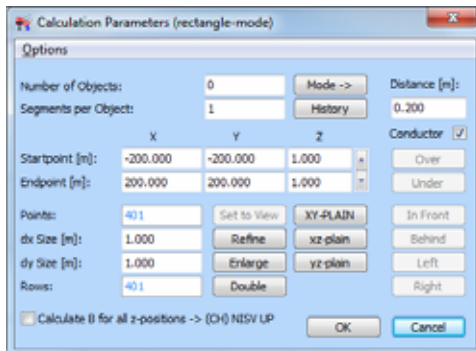 Calculation Parameters (rectangle-mode)
Options
Number of Objects: 0 Mode -> Distance [m]:
Segments per Object: 1 History 0.200
X Y Z Conductor
Startpoint [m]: -200.000 -200.000 1.000 Over
Endpoint [m]: 200.000 200.000 1.000 Under
Points: 401 Set to View XY-PLAIN In Front
dx Size [m]: 1.000 Refine xz-plain Behind
dy Size [m]: 1.000 Enlarge yz-plain Left
Rows: 401 Double Right
Calculate B for all z-positions -> (CH) NISV UP OK Cancel